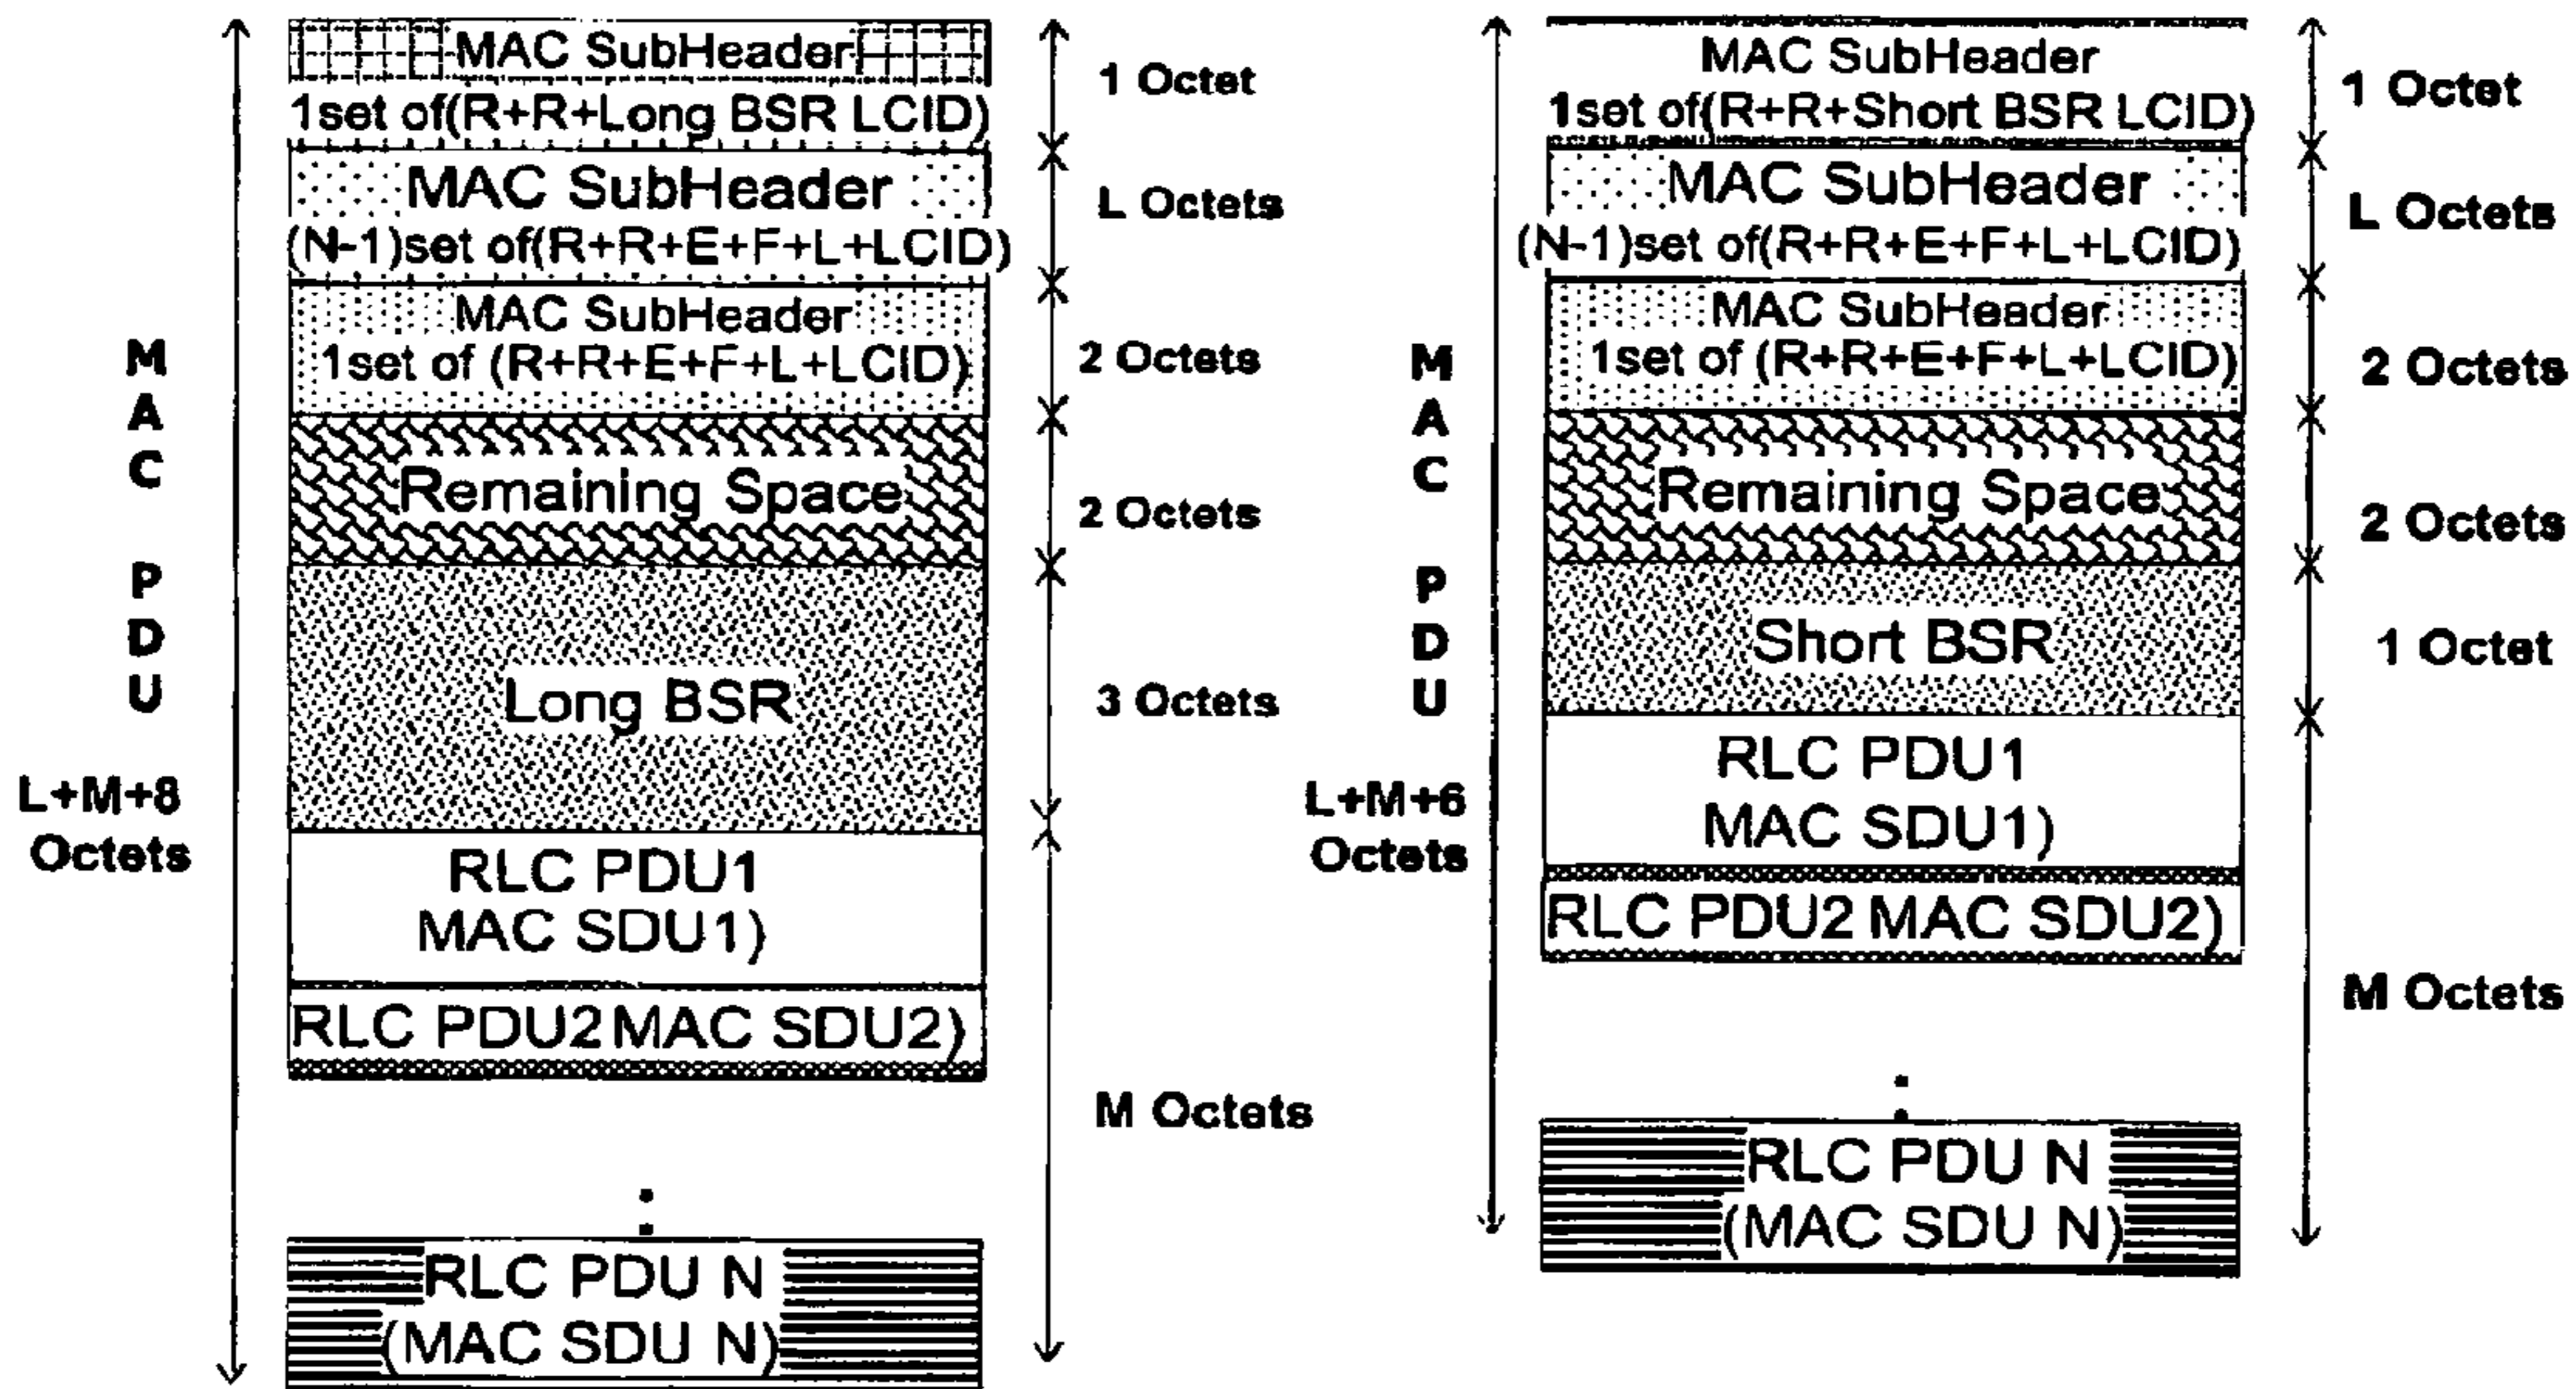 MAC SubHeader
1set of(R+R+Long BSR LCID)
MAC SubHeader
(N-1)set of(R+R+E+F+L+LCID)
MAC SubHeader
1set of (R+R+E+F+L+LCID)
Remaining Space
Long BSR
RLC PDU1
MAC SDU1)
RLC PDU2 MAC SDU2)
RLC PDU N
(MAC SDU N)
MAC PDU
L+M+8
Octets
1 Octet
L Octets
2 Octets
2 Octets
3 Octets
M Octets
MAC SubHeader
1set of(R+R+Short BSR LCID)
MAC SubHeader
(N-1)set of(R+R+E+F+L+LCID)
MAC SubHeader
1set of (R+R+E+F+L+LCID)
Remaining Space
Short BSR
RLC PDU1
MAC SDU1)
RLC PDU2 MAC SDU2)
RLC PDU N
(MAC SDU N)
MAC PDU
L+M+6
Octets
1 Octet
L Octets
2 Octets
2 Octets
1 Octet
M Octets